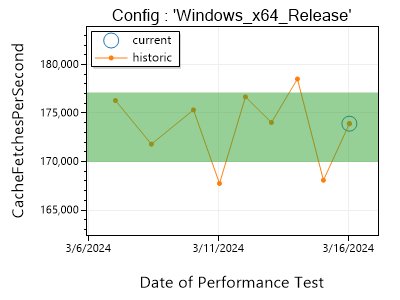 Config : 'Windows_x64_Release'
current
historic
CacheFetchesPerSecond
180,000
175,000
170,000
165,000
3/6/2024
3/11/2024
3/16/2024
Date of Performance Test